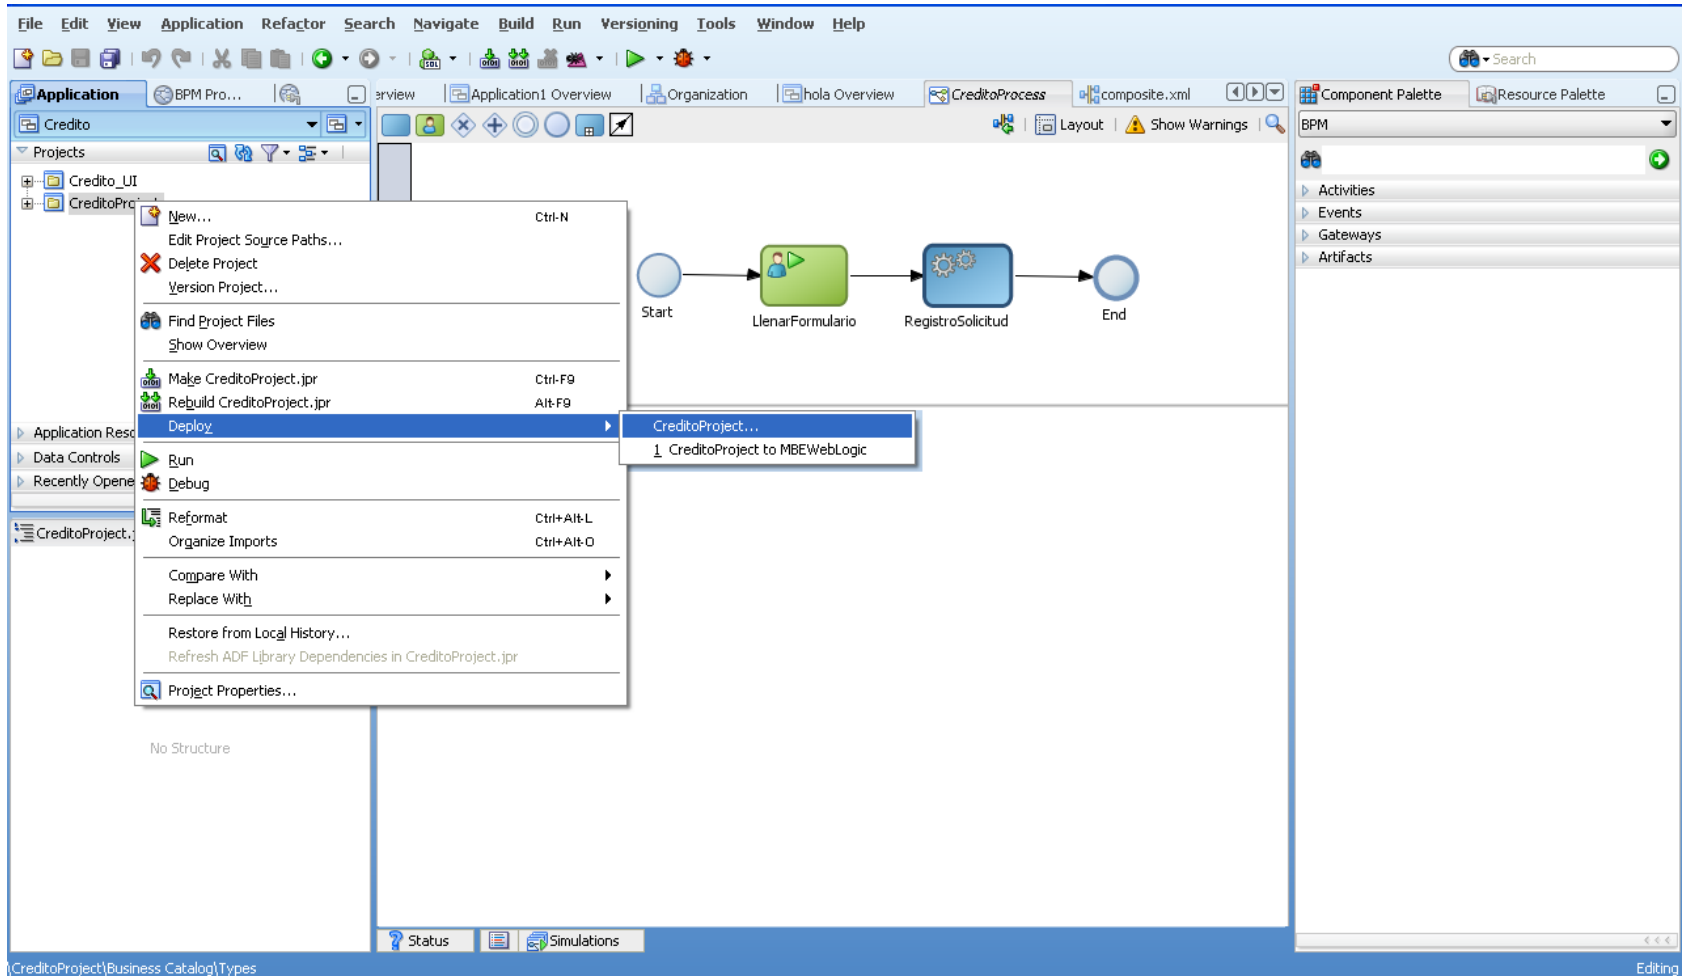 File Edit View Application Refactor Search Navigate Build Run Versioning Tools Window Help
Search
Application BPM Pro... erview Application1 Overview Organization hola Overview CreditoProcess composite.xml Component Palette Resource Palette
Credito Layout Show Warnings BPM
Projects
Credito_UI
CreditoProject
Activities
Events
Gateways
Artifacts
New... Ctrl-N
Edit Project Source Paths...
Delete Project
Version Project...
Find Project Files
Show Overview
Make CreditoProject.jpr Ctrl-F9
Rebuild CreditoProject.jpr Alt-F9
Deploy
Run
Debug
Reformat Ctrl+Alt-L
Organize Imports Ctrl+Alt-O
Compare With
Replace With
Restore from Local History...
Refresh ADF Library Dependencies in CreditoProject.jpr
Project Properties...
CreditoProject...
1 CreditoProject to MBEWebLogic
Start
LlenarFormulario
RegistroSolicitud
End
Application Reso
Data Controls
Recently Opene
CreditoProject.j
No Structure
Status Simulations
\CreditoProject\Business Catalog\Types Editing